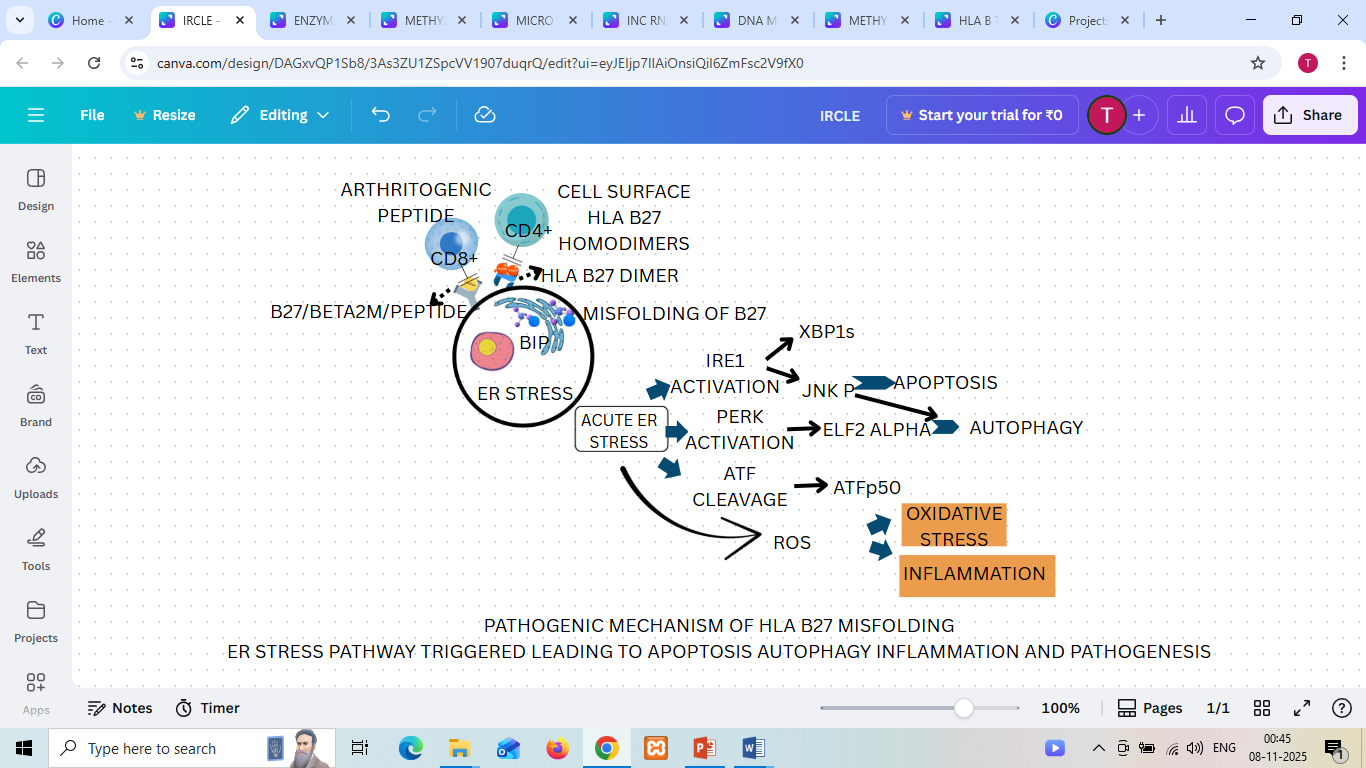 Home -
IRCLE -
ENZYM
METHY
MICRO
INC RN
DNA M
METHY
HLA B
Project
canva.com/design/DAGxvQP1Sb8/3As3ZU1ZSpcVV1907duqrQ/edit?ui=eyJEIjp7IlAiOnsiQiI6ZmFsc2V9fX0
T
File
Resize
Editing
IRCLE
Start your trial for ₹0
T
Share
Design
Elements
Text
Brand
Uploads
Tools
Projects
Apps
ARTHRITOGENIC
PEPTIDE
CELL SURFACE
HLA B27
HOMODIMERS
CD4+
CD8+
HLA B27 DIMER
B27/BETA2M/PEPTIDE
MISFOLDING OF B27
BIP
ER STRESS
ACUTE ER
STRESS
IRE1
ACTIVATION
XBP1s
JNK P
APOPTOSIS
PERK
ACTIVATION
ELF2 ALPHA
AUTOPHAGY
ATF
CLEAVAGE
ATFp50
ROS
OXIDATIVE
STRESS
INFLAMMATION
PATHOGENIC MECHANISM OF HLA B27 MISFOLDING
ER STRESS PATHWAY TRIGGERED LEADING TO APOPTOSIS AUTOPHAGY INFLAMMATION AND PATHOGENESIS
Notes
Timer
100%
Pages
1/1
Type here to search
ENG
00:45
08-11-2025
1